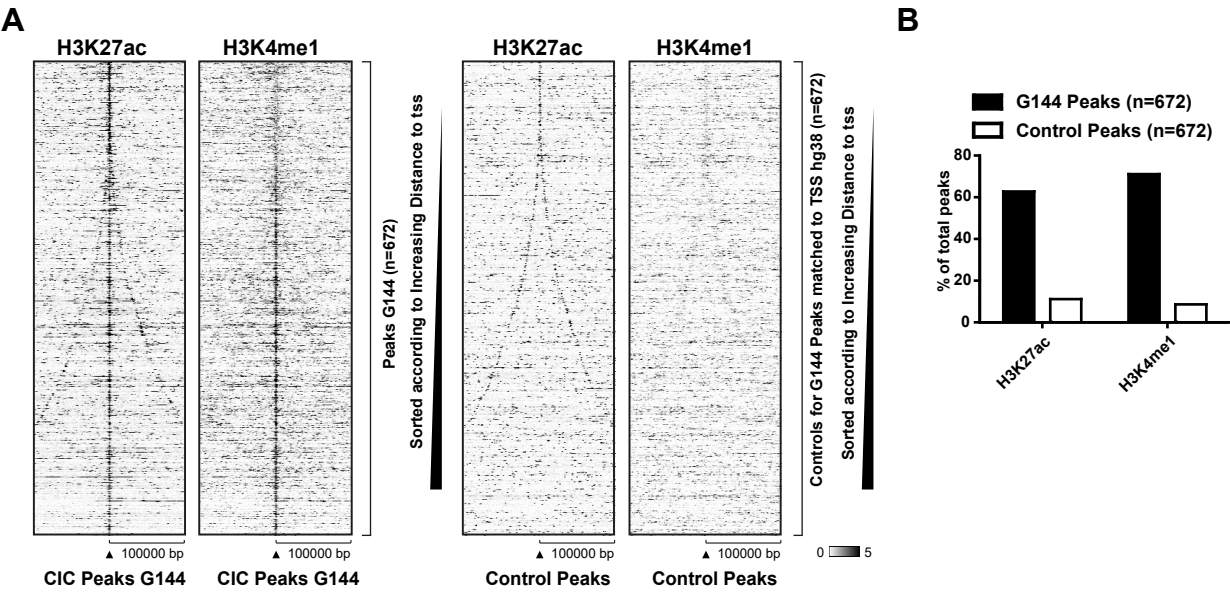 A
H3K27ac
H3K4me1
Peaks G144 (n=672)
Sorted according to Increasing Distance to tss
▲ 100000 bp
▲ 100000 bp
CIC Peaks G144
CIC Peaks G144
H3K27ac
H3K4me1
Controls for G144 Peaks matched to TSS hg38 (n=672)
Sorted according to Increasing Distance to tss
▲ 100000 bp
▲ 100000 bp
0 5
Control Peaks
Control Peaks
B
G144 Peaks (n=672)
Control Peaks (n=672)
% of total peaks
80
60
40
20
0
H3K27ac
H3K4me1